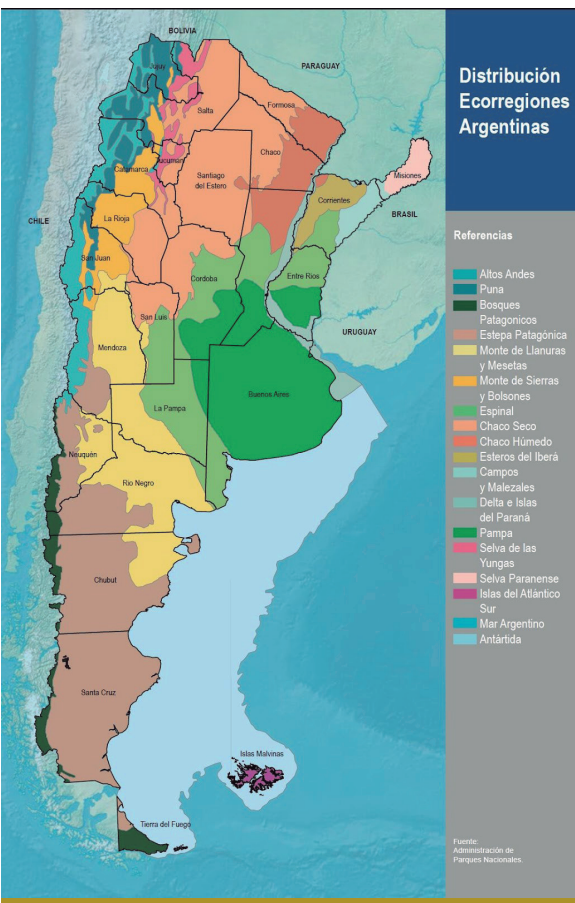 Distribución
Ecorregiones
Argentinas
Referencias
Altos Andes
Puna
Bosques
Patagonicos
Estepa Patagónica
Monte de Llanuras
y Mesetas
Monte de Sierras
y Bolsones
Espinal
Chaco Seco
Chaco Húmedo
Esteros del Iberá
Campos
y Malezales
Delta e Islas
del Paraná
Pampa
Selva de las
Yungas
Selva Paranense
Islas del Atlántico
Sur
Mar Argentino
Antártida
Fuente:
Administración de
Parques Nacionales.
BOLIVIA
PARAGUAY
Jujuy
Salta
Formosa
Chaco
Tucuman
Catamarca
Santiago
del Estero
Misiones
Corrientes
BRASIL
CHILE
La Rioja
San Juan
Cordoba
Entre Rios
San Luis
URUGUAY
Mendoza
Buenos Aires
La Pampa
Neuquén
Rio Negro
Chubut
Santa Cruz
Islas Malvinas
Tierra del Fuego